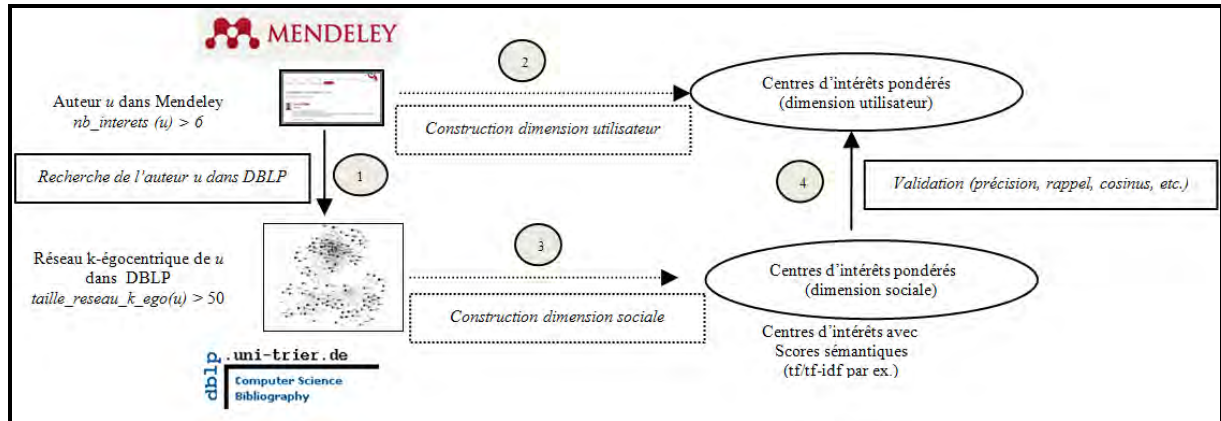 MENDELEY
Auteur u dans Mendeley
nb_interets (u) > 6
2
Construction dimension utilisateur
Centres d'intérêts pondérés
(dimension utilisateur)
Recherche de l'auteur u dans DBLP
1
4
Validation (précision, rappel, cosinus, etc.)
Réseau k-égocentrique de u
dans DBLP
taille_reseau_k_ego(u) > 50
3
Construction dimension sociale
Centres d'intérêts pondérés
(dimension sociale)
Centres d'intérêts avec
Scores sémantiques
(tf/tf-idf par ex.)
dblp
.uni-trier.de
Computer Science
Bibliography